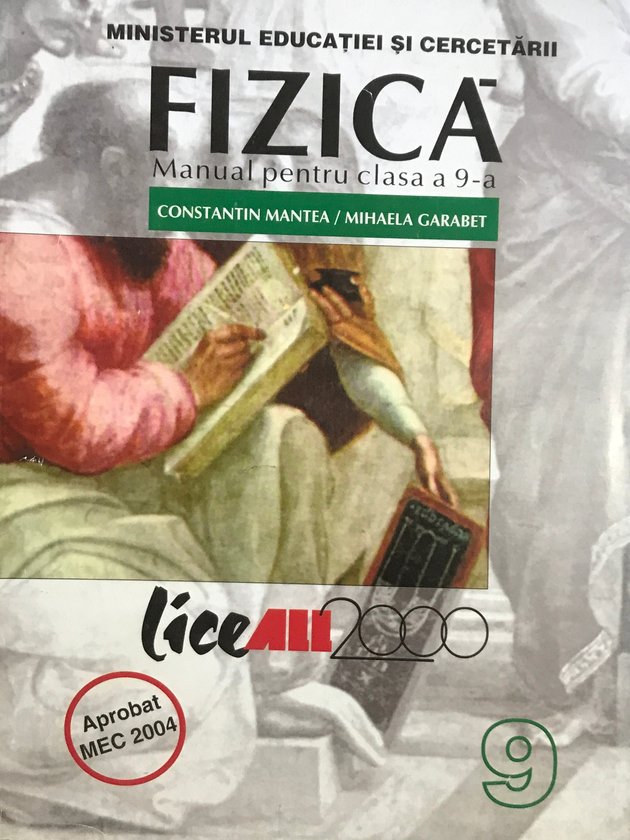 MINISTERUL EDUCAȚIEI ȘI CERCETĂRII
FIZICĂ
Manual pentru clasa a 9-a
CONSTANTIN MANTEA / MIHAELA GARABET
liceALL2000
Aprobat
MEC 2004
9